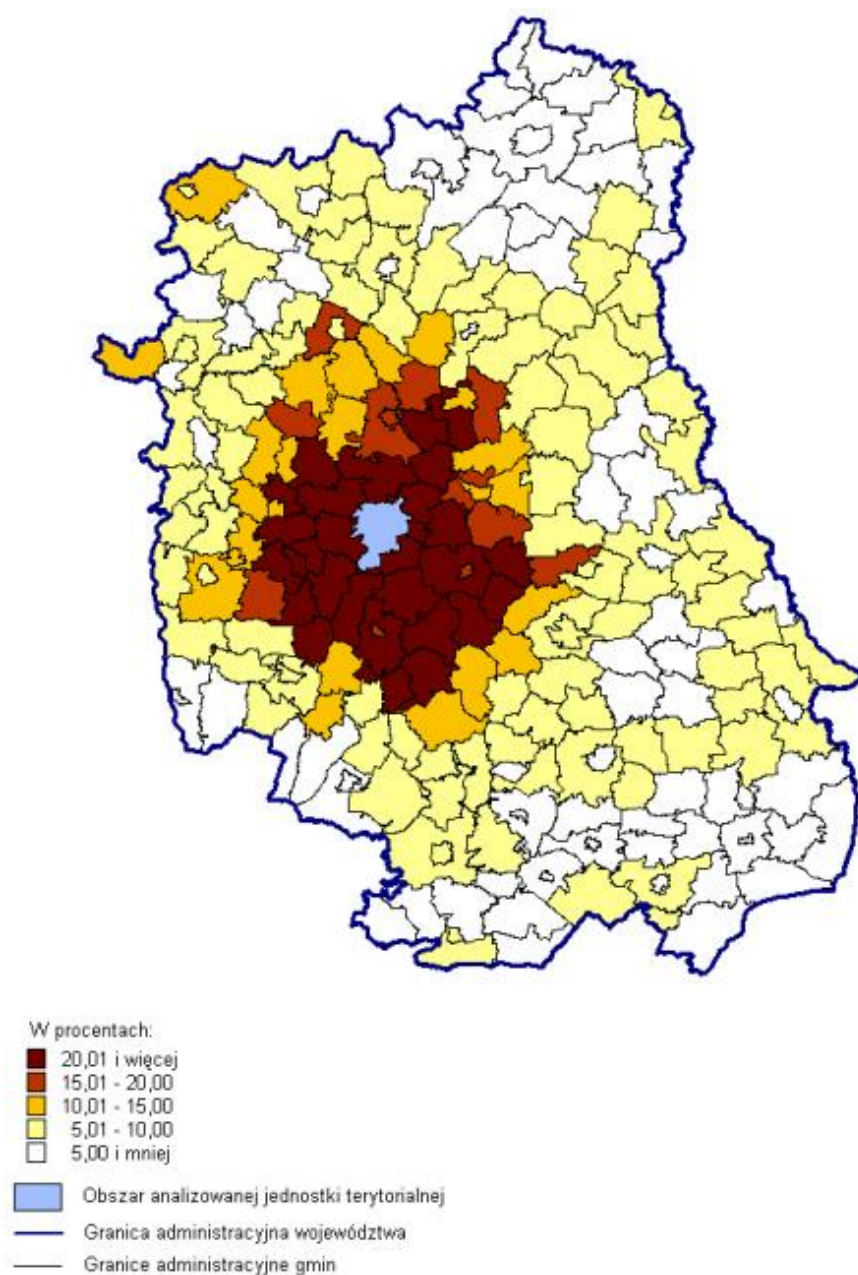 W procentach:
20,01 i więcej
15,01 - 20,00
10,01 - 15,00
5,01 - 10,00
5,00 i mniej
Obszar analizowanej jednostki terytorialnej
Granica administracyjna województwa
Granice administracyjne gmin